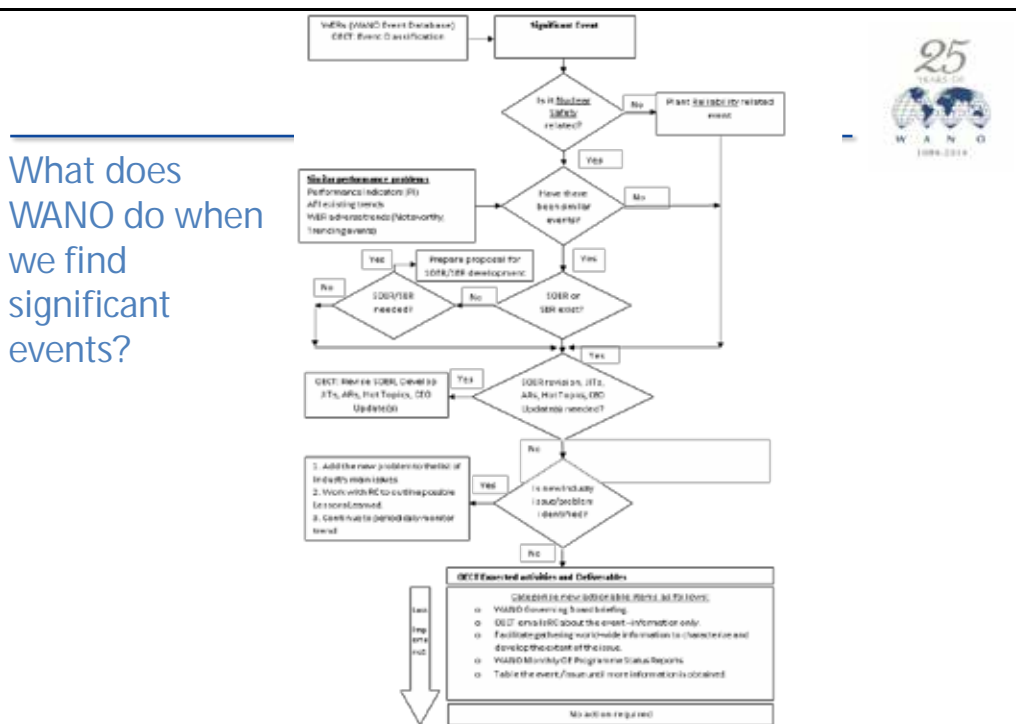 What does
WANO do when
we find
significant
events?
WERs (WANO Event Database)
OECT: Event Classification
Significant Event
25
YEARS OF
WANO
1989-2014
Is it Nuclear
Safety
related?
No
Plant Reliability related
event
Yes
Similar performance problems
Performance Indicators (PI)
AFI existing trends
WER adverse trends (Noteworthy,
Trending events)
Have there
been similar
events?
No
Yes
Yes
Prepare proposal for
SOER/SER development
No
SOER/SER
needed?
No
SOER or
SER exist?
Yes
OECT: Revise SOER, Develop
JITs, ARs, Hot Topics, CEO
Update(s)
Yes
SOER revision, JITs,
ARs, Hot Topics, CEO
Update(s) needed?
No
1. Add the new problem to the list of
industry main issues.
2. Work with RC to outline possible
Lessons Learned.
3. Continue to periodically monitor
trend
Yes
Is new industry
issue/problem
identified?
No
OECT Expected activities and Deliverables
Categorise new actionable items as follows:
o WANO Governing Board briefing.
o OECT emails RC about the event - information only.
o Facilitate gathering world-wide information to characterise and
develop the extent of the issue.
o WANO Monthly OE Programme Status Reports
o Table the event/issue until more information is obtained
No action required